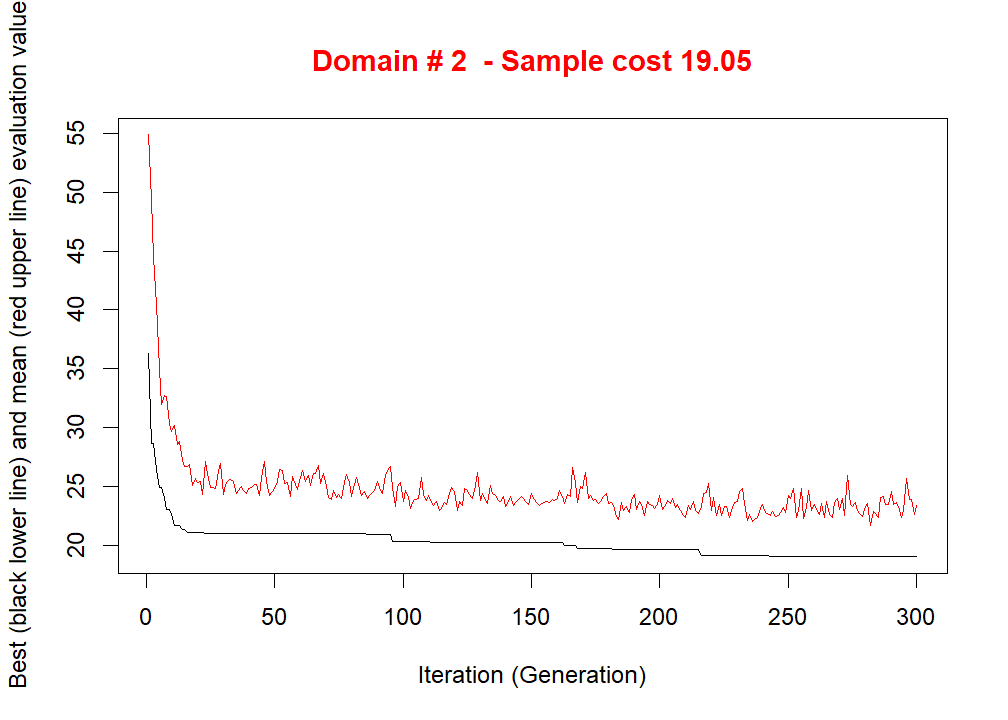 Domain # 2  - Sample cost 19.05
Best (black lower line) and mean (red upper line) evaluation value
55
50
45
40
35
30
25
20
0 50 100 150 200 250 300
Iteration (Generation)